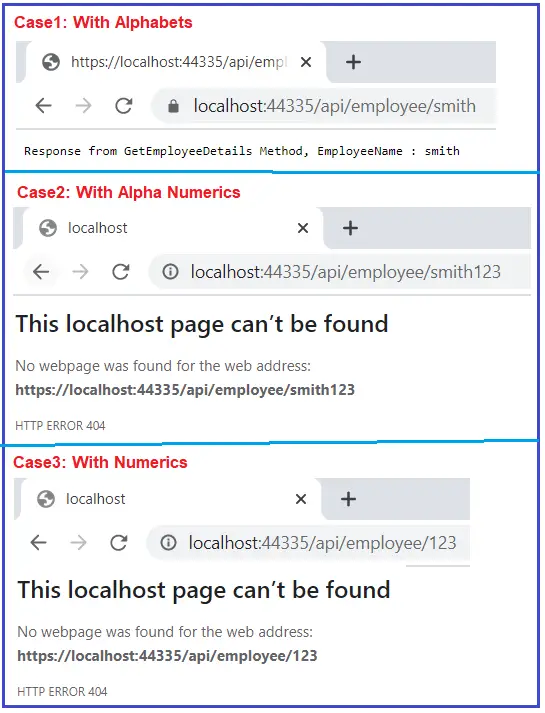 Case1: With Alphabets
https://localhost:44335/api/emp
localhost:44335/api/employee/smith
Response from GetEmployeeDetails Method, EmployeeName : smith
Case2: With Alpha Numerics
localhost
localhost:44335/api/employee/smith123
This localhost page can’t be found
No webpage was found for the web address:
https://localhost:44335/api/employee/smith123
HTTP ERROR 404
Case3: With Numerics
localhost
localhost:44335/api/employee/123
This localhost page can’t be found
No webpage was found for the web address:
https://localhost:44335/api/employee/123
HTTP ERROR 404